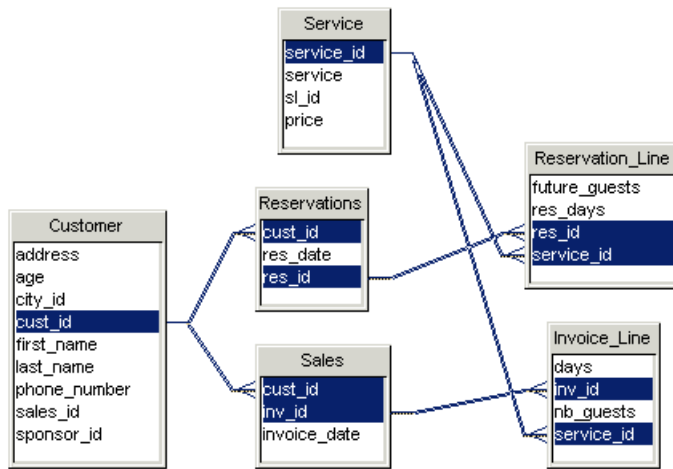 Service
service_id
service
sl_id
price
Reservation_Line
future_guests
res_days
res_id
service_id
Reservations
cust_id
res_date
res_id
Customer
address
age
city_id
cust_id
first_name
last_name
phone_number
sales_id
sponsor_id
Sales
cust_id
inv_id
invoice_date
Invoice_Line
days
inv_id
nb_guests
service_id